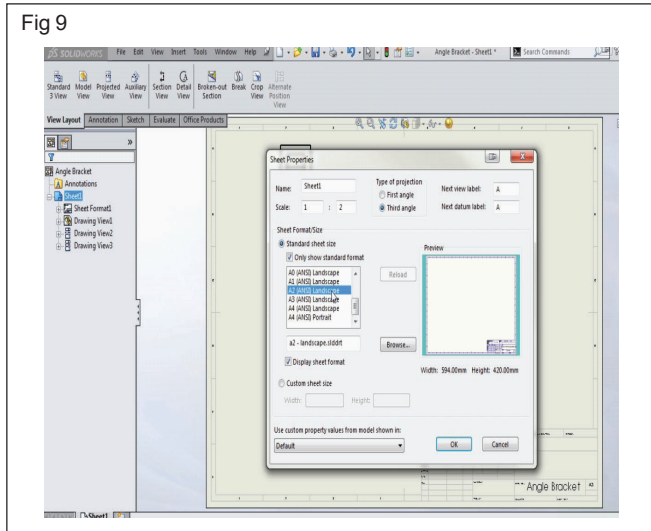 Fig 9
SOLIDWORKS File Edit View Insert Tools Window Help Angle Bracket - Sheet1 * Search Commands
Standard 3 View Model View Projected View Auxiliary View Section View Detail View Broken-out Section Break Crop View Alternate Position View
View Layout Annotation Sketch Evaluate Office Products
Angle Bracket
Annotations
Sheet1
Sheet Format1
Drawing View1
Drawing View2
Drawing View3
Sheet Properties
Name: Sheet1
Scale: 1 : 2
Type of projection
First angle
Third angle
Next view label: A
Next datum label: A
Sheet Format/Size
Standard sheet size
Only show standard format
A0 (ANSI) Landscape
A1 (ANSI) Landscape
A2 (ANSI) Landscape
A3 (ANSI) Landscape
A4 (ANSI) Landscape
A4 (ANSI) Portrait
Reload
a2 - landscape.slddrt
Browse...
Display sheet format
Preview
Width: 594.00mm Height: 420.00mm
Custom sheet size
Width: Height:
Use custom property values from model shown in:
Default
OK Cancel
Angle Bracket
Sheet1